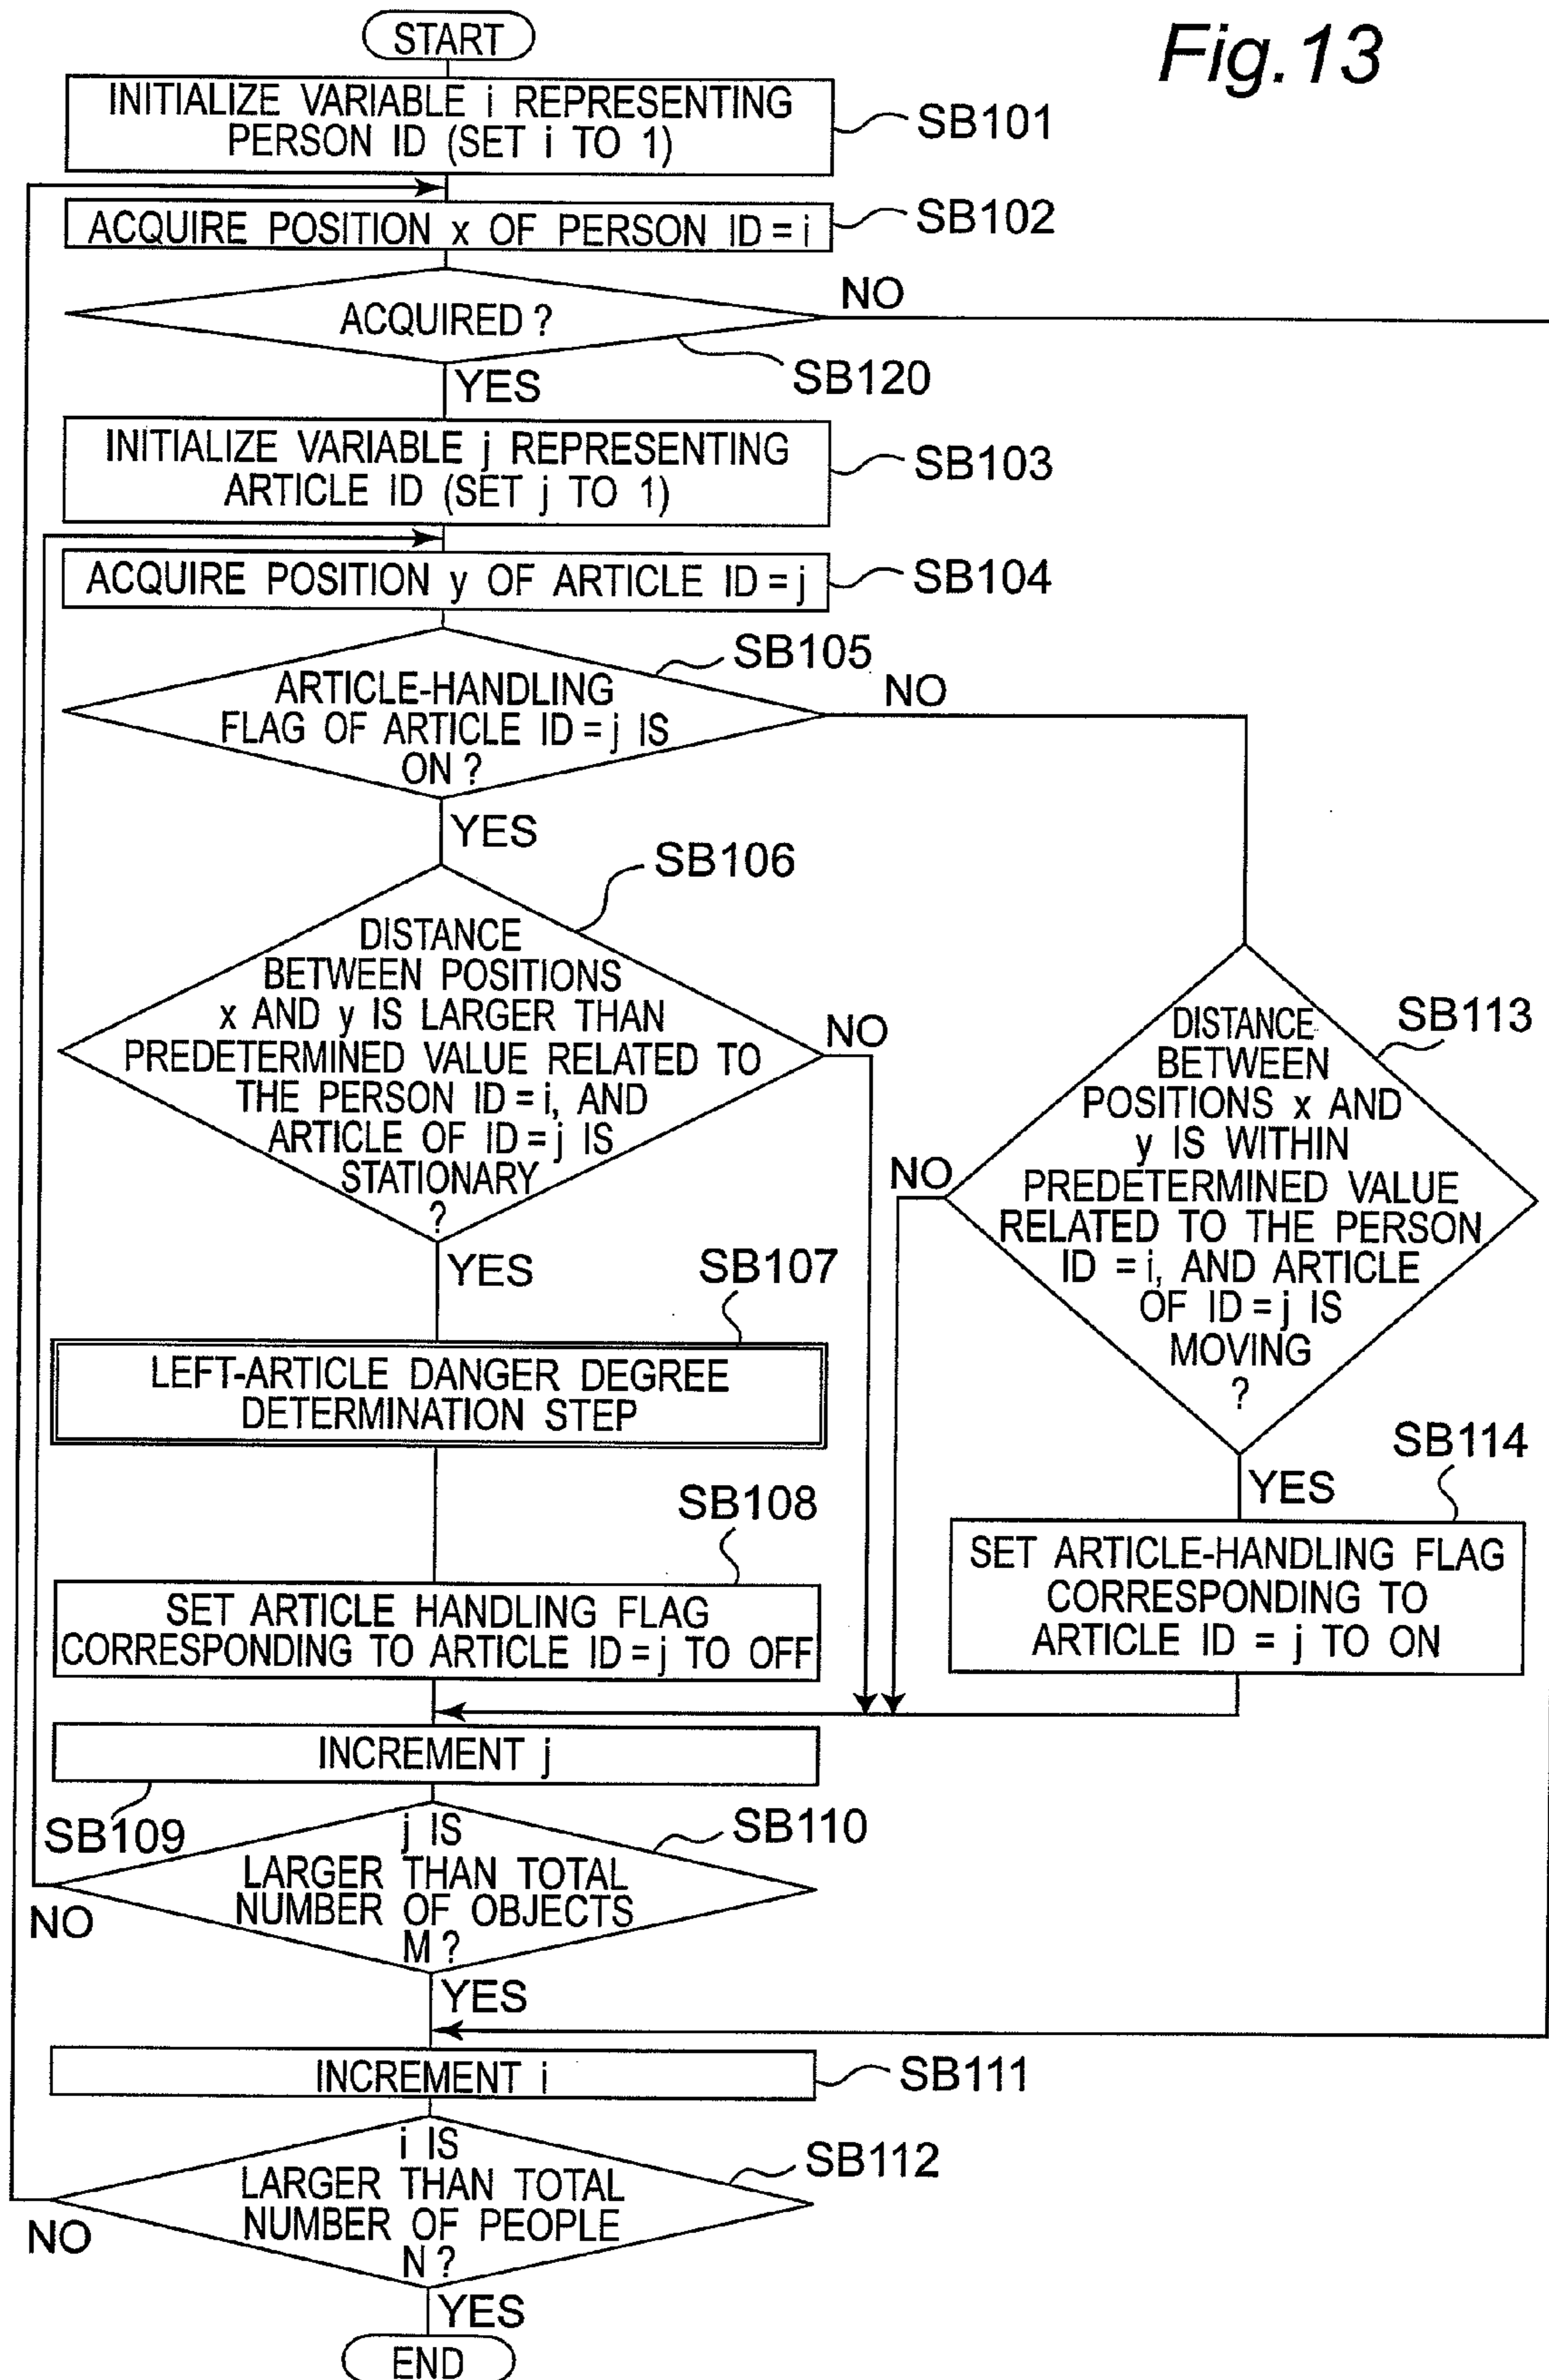 Fig.13
START
INITIALIZE VARIABLE i REPRESENTING
PERSON ID (SET i TO 1)
SB101
ACQUIRE POSITION x OF PERSON ID = i
SB102
ACQUIRED ?
NO
SB120
YES
INITIALIZE VARIABLE j REPRESENTING
ARTICLE ID (SET j TO 1)
SB103
ACQUIRE POSITION y OF ARTICLE ID = j
SB104
SB105
ARTICLE-HANDLING
FLAG OF ARTICLE ID = j IS
ON ?
NO
YES
SB106
DISTANCE
BETWEEN POSITIONS
x AND y IS LARGER THAN
PREDETERMINED VALUE RELATED TO
THE PERSON ID = i, AND
ARTICLE OF ID = j IS
STATIONARY
?
NO
YES
SB113
DISTANCE
BETWEEN
POSITIONS x AND
y IS WITHIN
PREDETERMINED VALUE
RELATED TO THE PERSON
ID = i, AND ARTICLE
OF ID = j IS
MOVING
?
NO
YES
SB107
LEFT-ARTICLE DANGER DEGREE
DETERMINATION STEP
SB114
SET ARTICLE-HANDLING FLAG
CORRESPONDING TO
ARTICLE ID = j TO ON
SB108
SET ARTICLE HANDLING FLAG
CORRESPONDING TO ARTICLE ID = j TO OFF
INCREMENT j
SB109
SB110
j IS
LARGER THAN TOTAL
NUMBER OF OBJECTS
M ?
NO
YES
INCREMENT i
SB111
i IS
LARGER THAN TOTAL
NUMBER OF PEOPLE
N ?
SB112
NO
YES
END